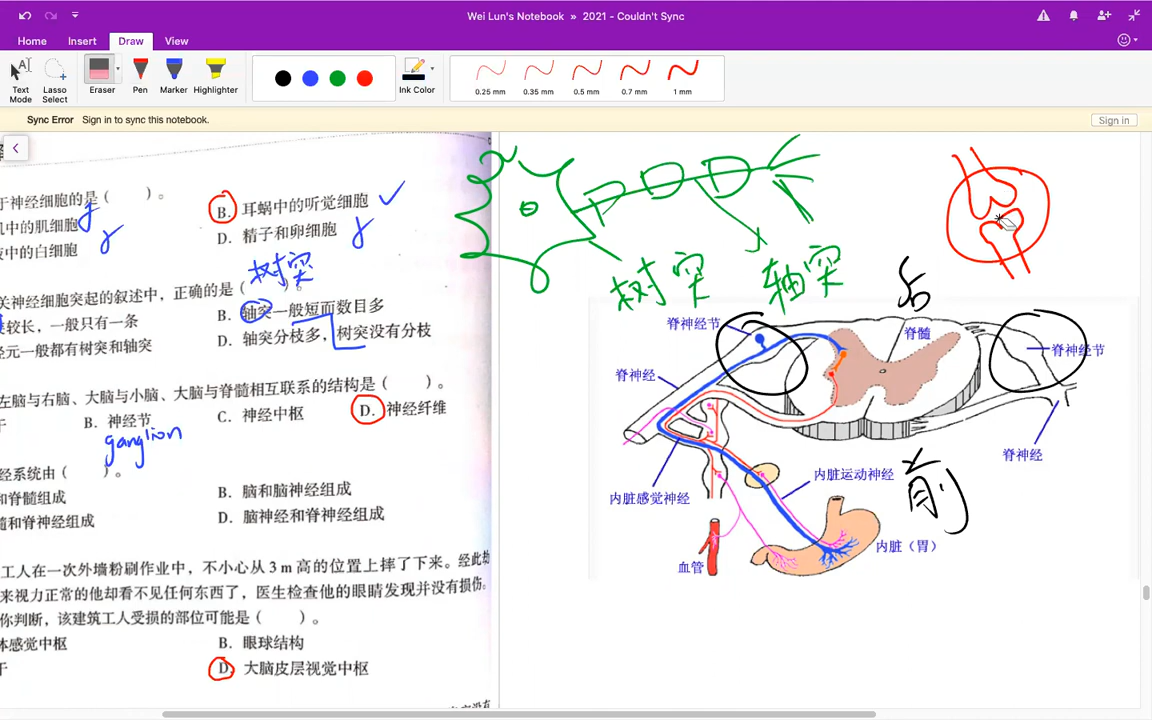 Wei Lun's Notebook » 2021 - Couldn't Sync
Home Insert Draw View
Text Mode
Lasso Select
Eraser
Pen
Marker
Highlighter
Ink Color
0.25 mm 0.35 mm 0.5 mm 0.7 mm 1 mm
Sync Error Sign in to sync this notebook. Sign in
于神经细胞的是( )。
B. 耳蜗中的听觉细胞
肌中的肌细胞
D. 精子和卵细胞
液中的白细胞
树突
关神经细胞突起的叙述中，正确的是( )
较长，一般只有一条
B. 轴突一般短而数目多
经元一般都有树突和轴突
D. 轴突分枝多，树突没有分枝
左脑与右脑、大脑与小脑、大脑与脊髓相互联系的结构是( )。
于 B. 神经节 C. 神经中枢 D. 神经纤维
ganglion
经系统由( )。
和脊髓组成 B. 脑和脑神经组成
髓和脊神经组成 D. 脑神经和脊神经组成
工人在一次外墙粉刷作业中，不小心从 3 m 高的位置上摔了下来。经此
来视力正常的他却看不见任何东西了，医生检查他的眼睛发现并没有损伤。
你判断，该建筑工人受损的部位可能是( )。
体感觉中枢 B. 眼球结构
于 D. 大脑皮层视觉中枢
树突 轴突
后
脊神经节
脊髓
脊神经节
脊神经
脊神经
前
内脏感觉神经
内脏运动神经
内脏（胃）
血管